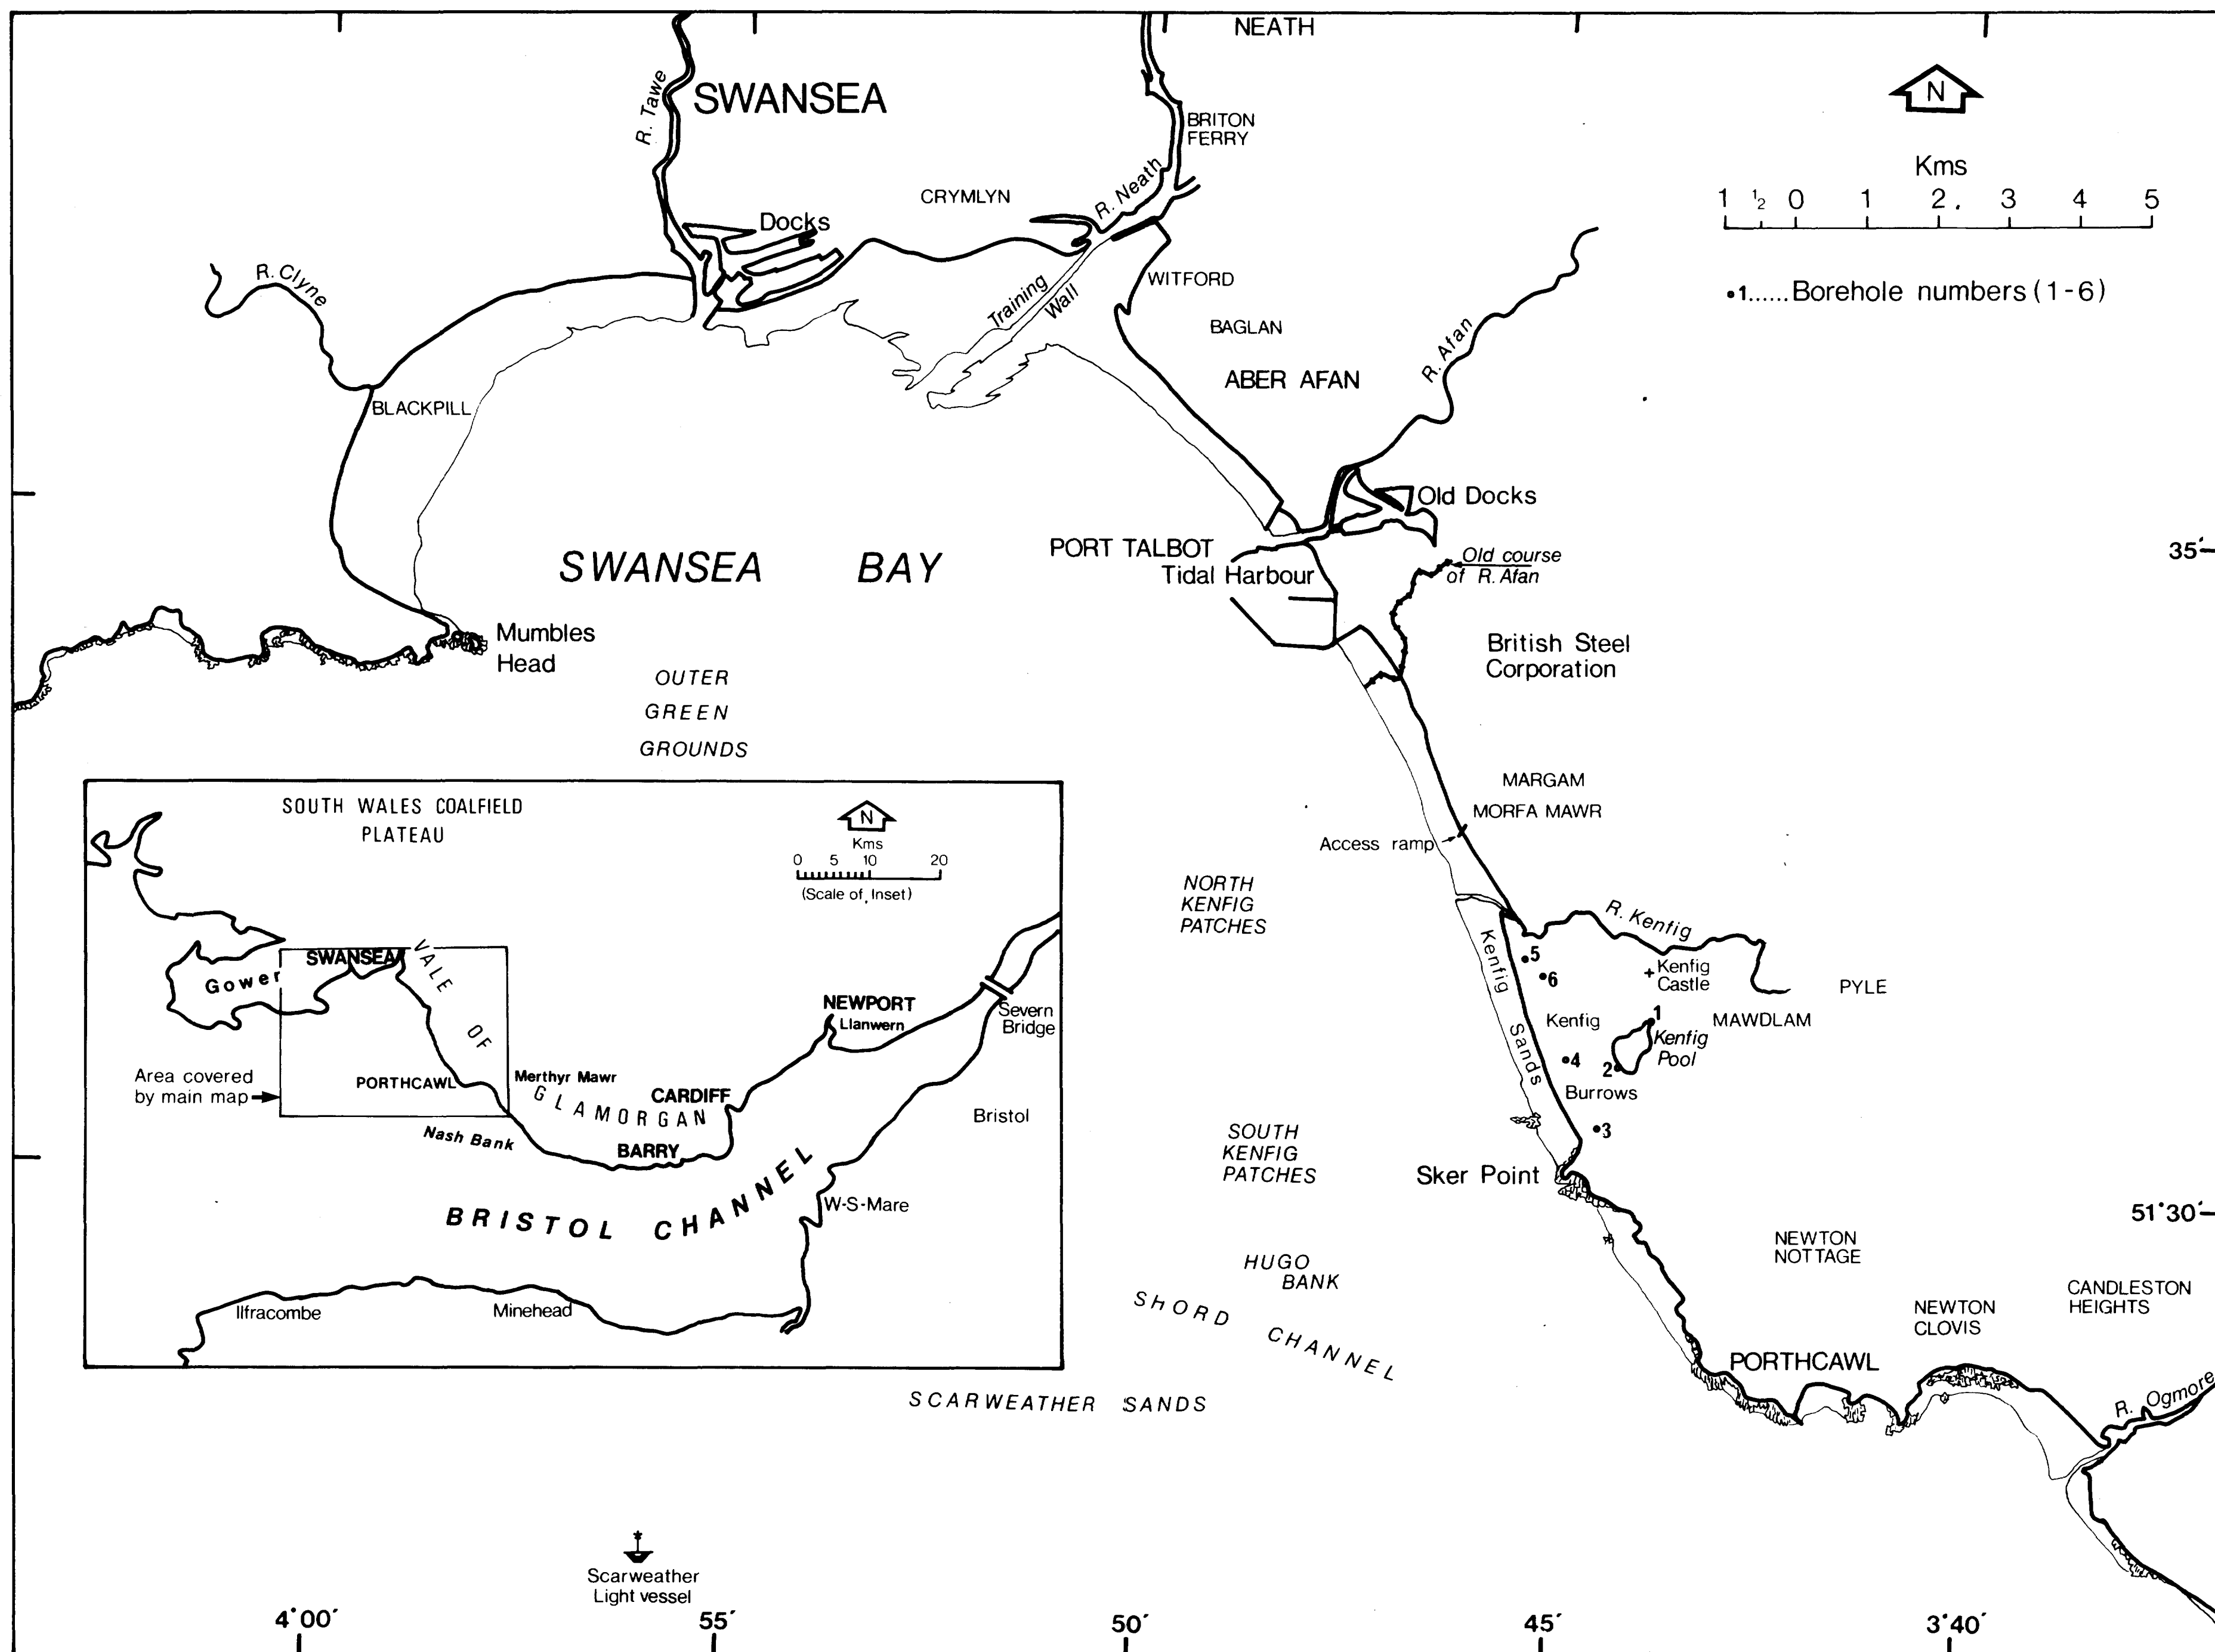 NEATH
R. Tawe
SWANSEA
BRITON
FERRY
N
Kms
1 ½ 0 1 2 3 4 5
•1......Borehole numbers (1-6)
CRYMLYN
R. Neath
Docks
R. Clyne
Training
Wall
WITFORD
BAGLAN
ABER AFAN
R. Afan
BLACKPILL
Old Docks
SWANSEA BAY
PORT TALBOT
Tidal Harbour
Old course
of R. Afan
35'
Mumbles
Head
British Steel
Corporation
OUTER
GREEN
GROUNDS
MARGAM
MORFA MAWR
Access ramp
NORTH
KENFIG
PATCHES
R. Kenfig
Kenfig
Sands
5
6
Kenfig
Castle
PYLE
1
MAWDLAM
Kenfig
Kenfig
Pool
4
2
Burrows
3
SOUTH
KENFIG
PATCHES
Sker Point
51°30'
NEWTON
NOTTAGE
HUGO
BANK
CANDLESTON
HEIGHTS
NEWTON
CLOVIS
SHORD CHANNEL
PORTHCAWL
R. Ogmore
SCARWEATHER SANDS
Scarweather
Light vessel
4°00' 55' 50' 45' 3°40'
SOUTH WALES COALFIELD
PLATEAU
N
Kms
0 5 10 20
(Scale of Inset)
SWANSEA
VALE
OF
GLAMORGAN
Gower
NEWPORT
Llanwern
Severn
Bridge
Area covered
by main map
PORTHCAWL
Merthyr Mawr
CARDIFF
Bristol
Nash Bank
BARRY
BRISTOL CHANNEL
W-S-Mare
Ilfracombe
Minehead